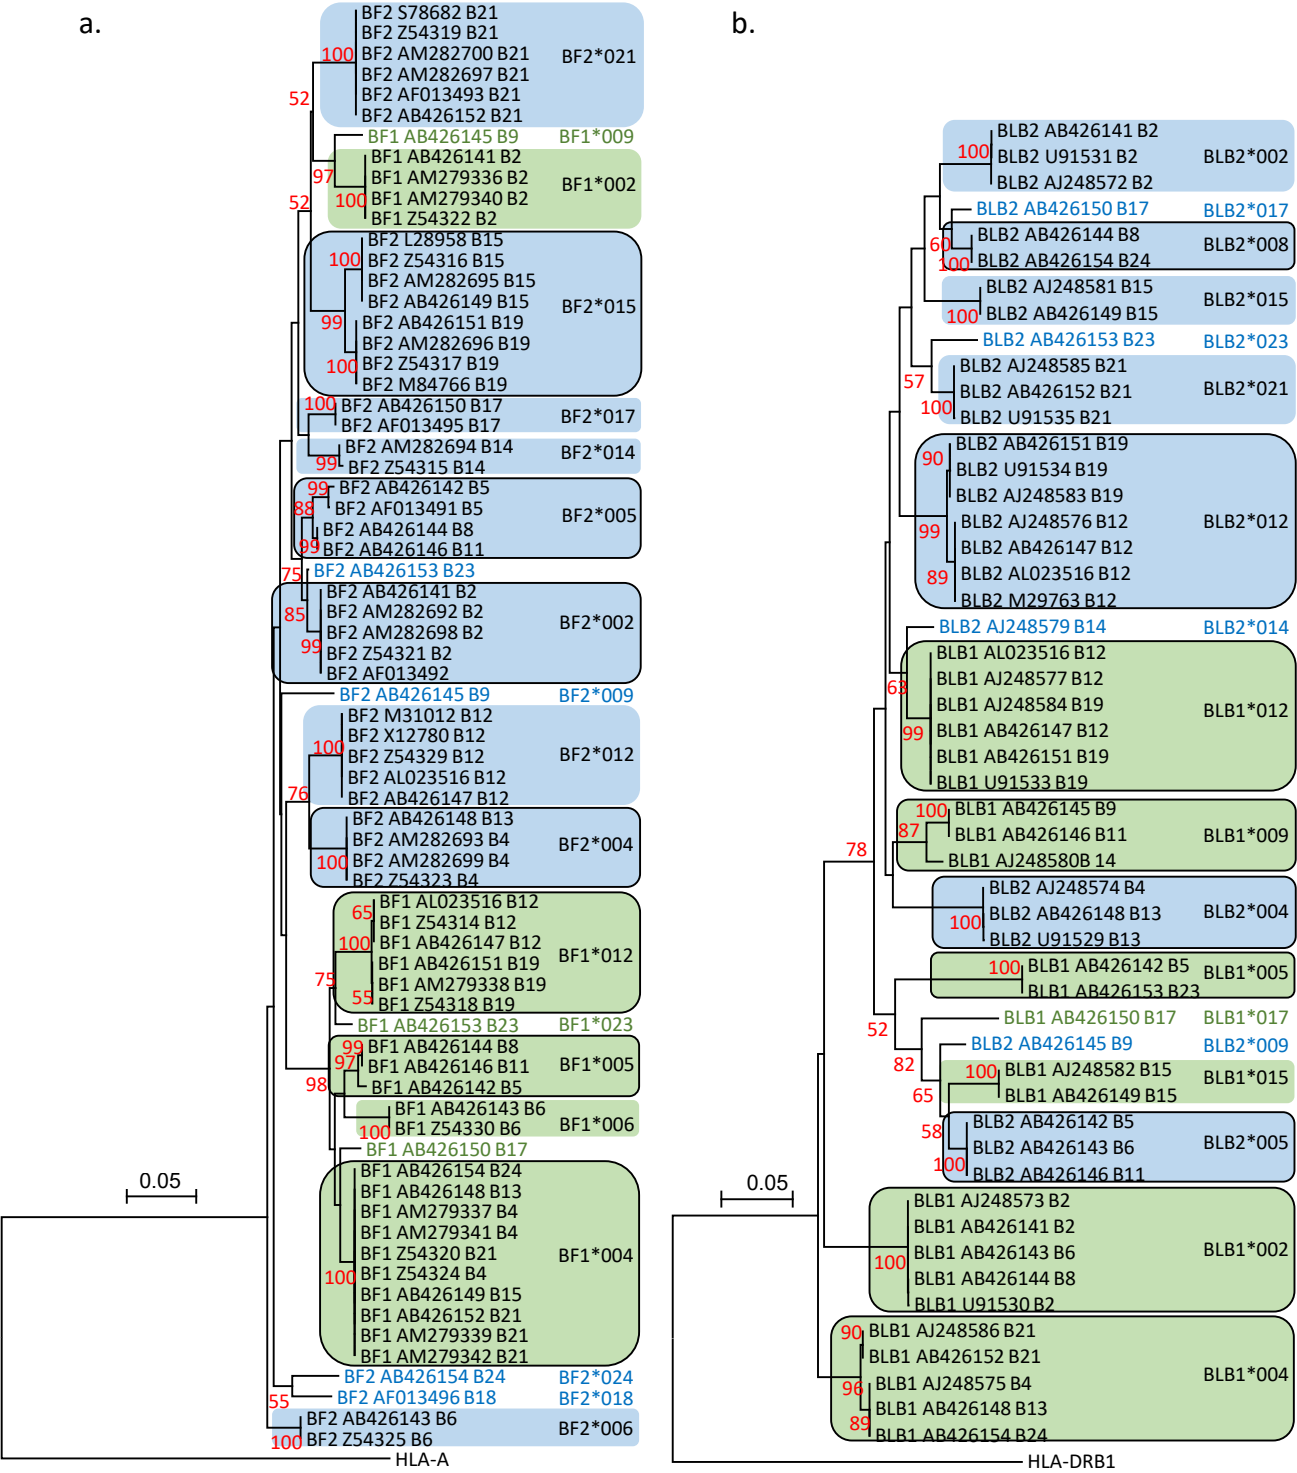 a.
BF2 S78682 B21
BF2 Z54319 B21
100 BF2 AM282700 B21 BF2*021
BF2 AM282697 B21
52 BF2 AF013493 B21
BF2 AB426152 B21
BF1 AB426145 B9 BF1*009
BF1 AB426141 B2
97 BF1 AM279336 B2 BF1*002
52 100 BF1 AM279340 B2
BF1 Z54322 B2
BF2 L28958 B15
100 BF2 Z54316 B15
BF2 AM282695 B15
BF2 AB426149 B15 BF2*015
99 BF2 AB426151 B19
BF2 AM282696 B19
100 BF2 Z54317 B19
BF2 M84766 B19
100 BF2 AB426150 B17
BF2 AF013495 B17 BF2*017
BF2 AM282694 B14 BF2*014
99 BF2 Z54315 B14
99 BF2 AB426142 B5
88 BF2 AF013491 B5 BF2*005
BF2 AB426144 B8
99 BF2 AB426146 B11
75 BF2 AB426153 B23
BF2 AB426141 B2
85 BF2 AM282692 B2 BF2*002
BF2 AM282698 B2
99 BF2 Z54321 B2
BF2 AF013492
BF2 AB426145 B9 BF2*009
BF2 M31012 B12
BF2 X12780 B12
100 BF2 Z54329 B12 BF2*012
BF2 AL023516 B12
76 BF2 AB426147 B12
BF2 AB426148 B13
BF2 AM282693 B4 BF2*004
100 BF2 AM282699 B4
BF2 Z54323 B4
65 BF1 AL023516 B12
BF1 Z54314 B12
100 BF1 AB426147 B12 BF1*012
BF1 AB426151 B19
75 BF1 AM279338 B19
55 BF1 Z54318 B19
BF1 AB426153 B23 BF1*023
99 BF1 AB426144 B8
97 BF1 AB426146 B11 BF1*005
98 BF1 AB426142 B5
BF1 AB426143 B6
100 BF1 Z54330 B6 BF1*006
BF1 AB426150 B17
BF1 AB426154 B24
0.05 BF1 AB426148 B13
BF1 AM279337 B4
BF1 AM279341 B4
BF1 Z54320 B21 BF1*004
100 BF1 Z54324 B4
BF1 AB426149 B15
BF1 AB426152 B21
BF1 AM279339 B21
BF1 AM279342 B21
BF2 AB426154 B24 BF2*024
55 BF2 AF013496 B18 BF2*018
BF2 AB426143 B6 BF2*006
100 BF2 Z54325 B6
HLA-A
b.
BLB2 AB426141 B2
100 BLB2 U91531 B2 BLB2*002
BLB2 AJ248572 B2
BLB2 AB426150 B17 BLB2*017
60 BLB2 AB426144 B8 BLB2*008
100 BLB2 AB426154 B24
BLB2 AJ248581 B15 BLB2*015
100 BLB2 AB426149 B15
BLB2 AB426153 B23 BLB2*023
57 BLB2 AJ248585 B21
BLB2 AB426152 B21 BLB2*021
100 BLB2 U91535 B21
BLB2 AB426151 B19
90 BLB2 U91534 B19
BLB2 AJ248583 B19
99 BLB2 AJ248576 B12 BLB2*012
BLB2 AB426147 B12
89 BLB2 AL023516 B12
BLB2 M29763 B12
BLB2 AJ248579 B14 BLB2*014
BLB1 AL023516 B12
63 BLB1 AJ248577 B12
BLB1 AJ248584 B19 BLB1*012
99 BLB1 AB426147 B12
BLB1 AB426151 B19
BLB1 U91533 B19
100 BLB1 AB426145 B9
87 BLB1 AB426146 B11 BLB1*009
78 BLB1 AJ248580B 14
BLB2 AJ248574 B4
100 BLB2 AB426148 B13 BLB2*004
BLB2 U91529 B13
100 BLB1 AB426142 B5 BLB1*005
BLB1 AB426153 B23
52 BLB1 AB426150 B17 BLB1*017
BLB2 AB426145 B9 BLB2*009
82 100 BLB1 AJ248582 B15 BLB1*015
65 BLB1 AB426149 B15
58 BLB2 AB426142 B5
BLB2 AB426143 B6 BLB2*005
100 BLB2 AB426146 B11
0.05 BLB1 AJ248573 B2
BLB1 AB426141 B2
BLB1 AB426143 B6 BLB1*002
100 BLB1 AB426144 B8
BLB1 U91530 B2
90 BLB1 AJ248586 B21
BLB1 AB426152 B21
96 BLB1 AJ248575 B4 BLB1*004
BLB1 AB426148 B13
89 BLB1 AB426154 B24
HLA-DRB1